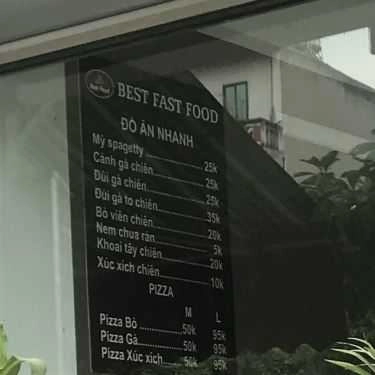 BEST FAST FOOD
ĐỒ ĂN NHANH
Mỳ spagetty ........ 25k
Cánh gà chiên ........ 25k
Đùi gà chiên ........ 25k
Đùi gà to chiên ........ 35k
Bò viên chiên ........ 20k
Nem chua rán ........ 5k
Khoai tây chiên ........ 20k
Xúc xích chiên ........ 10k
PIZZA
M L
Pizza Bò ........ 50k 95k
Pizza Gà ........ 50k 95k
Pizza Xúc xích ........ 50k 95k